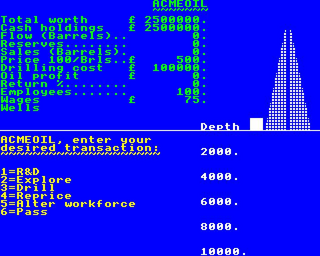 ACMEOIL
Total worth £ 2500000.
Cash holdings £ 2500000.
Flow (Barrels).. 0.
Reserves........ 0.
Sales (Barrels). 0.
Price 100/Brls..£ 500.
Drilling cost £ 100000.
Oil profit £ 0.
Return %........ 0.
Employees....... 100.
Wages £ 75.
Wells
Depth
ACMEOIL, enter your
desired transaction:
2000.
1=R&D
2=Explore
4000.
3=Drill
4=Reprice
5=Alter workforce
6000.
6=Pass
8000.
10000.